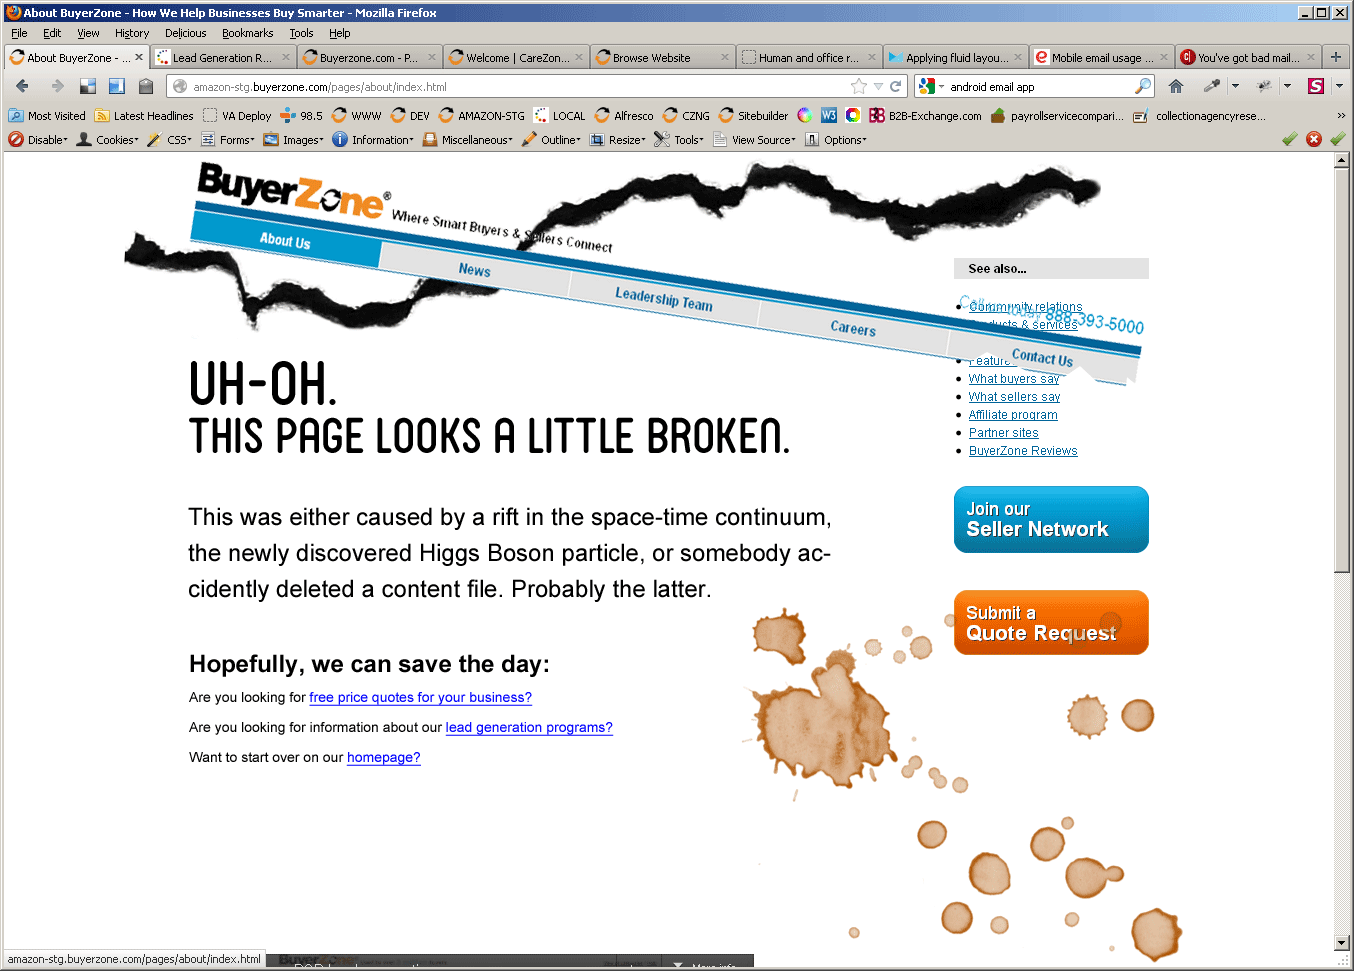 About BuyerZone - How We Help Businesses Buy Smarter - Mozilla Firefox
File Edit View History Delicious Bookmarks Tools Help
About BuyerZone - ... Lead Generation R... Buyerzone.com - P... Welcome | CareZon... Browse Website Human and office r... Applying fluid layou... Mobile email usage ... You've got bad mail...
amazon-stg.buyerzone.com/pages/about/index.html android email app
Most Visited Latest Headlines VA Deploy 98.5 WWW DEV AMAZON-STG LOCAL Alfresco CZNG Sitebuilder W3 B2B-Exchange.com payrollservicecompari... collectionagencyrese...
Disable Cookies CSS Forms Images Information Miscellaneous Outline Resize Tools View Source Options
BuyerZone®
Where Smart Buyers & Sellers Connect
About Us News Leadership Team Careers Contact Us
See also...
Community relations
888-393-5000
& services
What buyers say
What sellers say
Affiliate program
Partner sites
BuyerZone Reviews
UH-OH.
THIS PAGE LOOKS A LITTLE BROKEN.
This was either caused by a rift in the space-time continuum,
the newly discovered Higgs Boson particle, or somebody ac-
cidently deleted a content file. Probably the latter.
Join our
Seller Network
Submit a
Quote Request
Hopefully, we can save the day:
Are you looking for free price quotes for your business?
Are you looking for information about our lead generation programs?
Want to start over on our homepage?
amazon-stg.buyerzone.com/pages/about/index.html